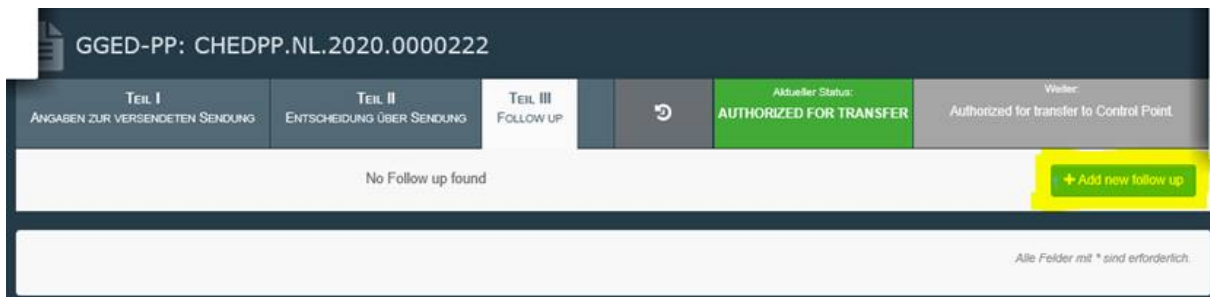 GGED-PP: CHEDPP.NL.2020.0000222
TEIL I
ANGABEN ZUR VERSENDETEN SENDUNG
TEIL II
ENTSCHEIDUNG ÜBER SENDUNG
TEIL III
FOLLOW UP
Aktueller Status:
AUTHORIZED FOR TRANSFER
Weiter:
Authorized for transfer to Control Point.
No Follow up found
+ Add new follow up
Alle Felder mit * sind erforderlich.